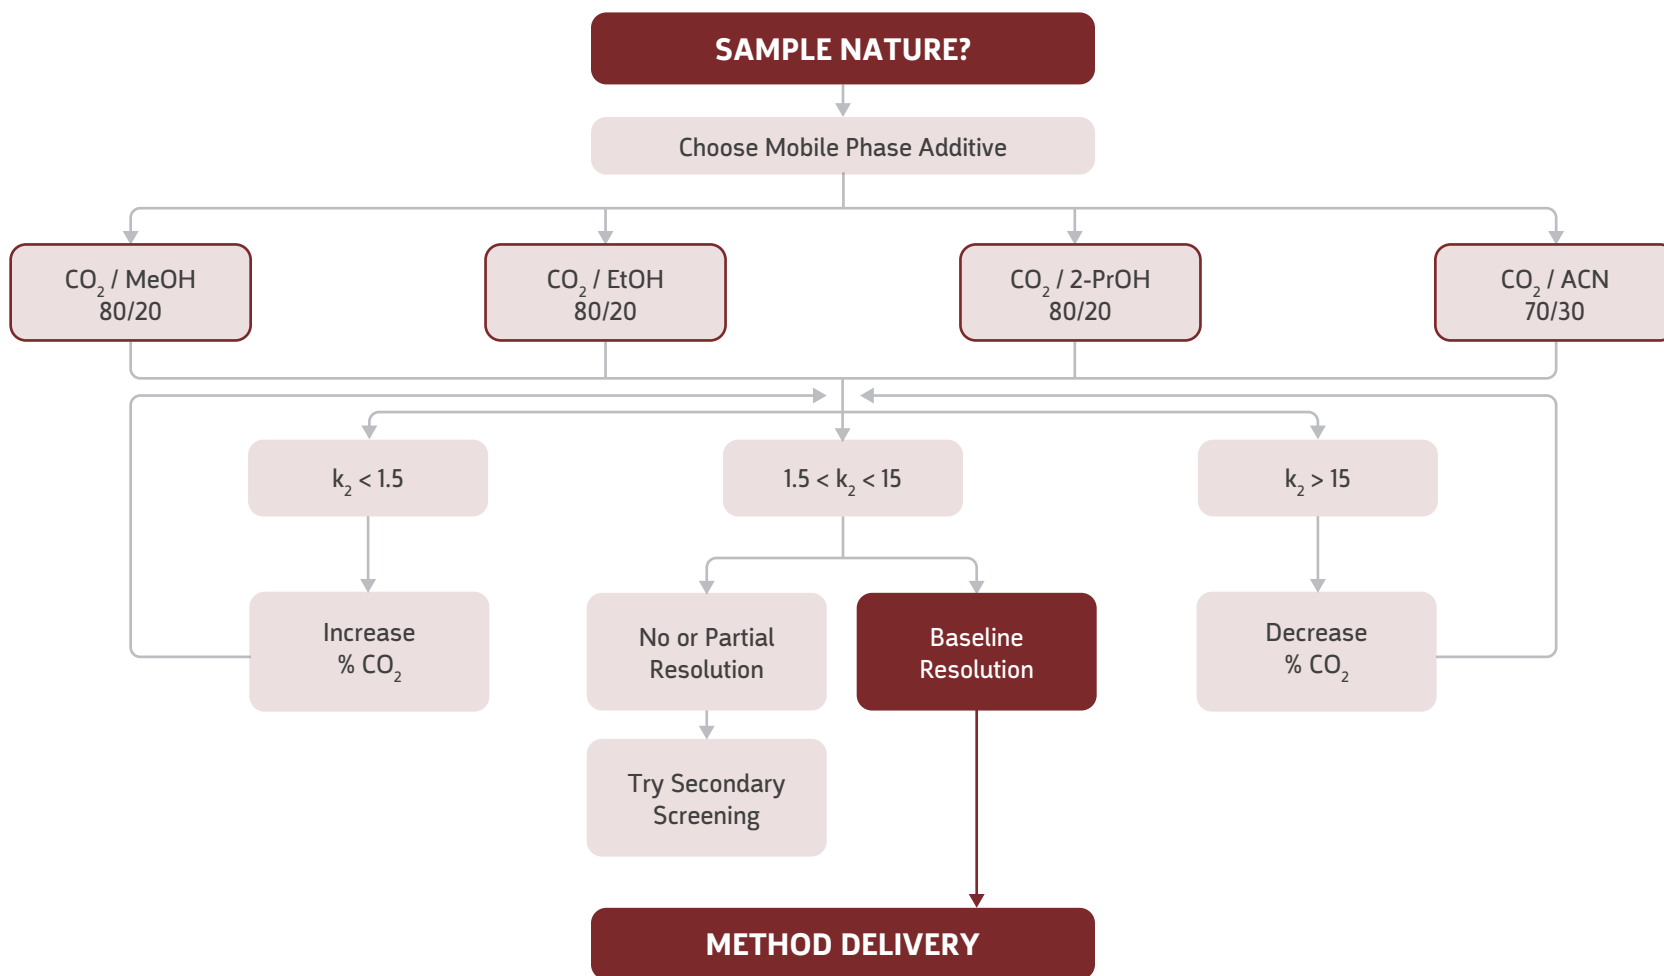 SAMPLE NATURE?
Choose Mobile Phase Additive
CO₂ / MeOH
80/20
CO₂ / EtOH
80/20
CO₂ / 2-PrOH
80/20
CO₂ / ACN
70/30
k₂ < 1.5
1.5 < k₂ < 15
k₂ > 15
Increase
% CO₂
No or Partial
Resolution
Baseline
Resolution
Decrease
% CO₂
Try Secondary
Screening
METHOD DELIVERY